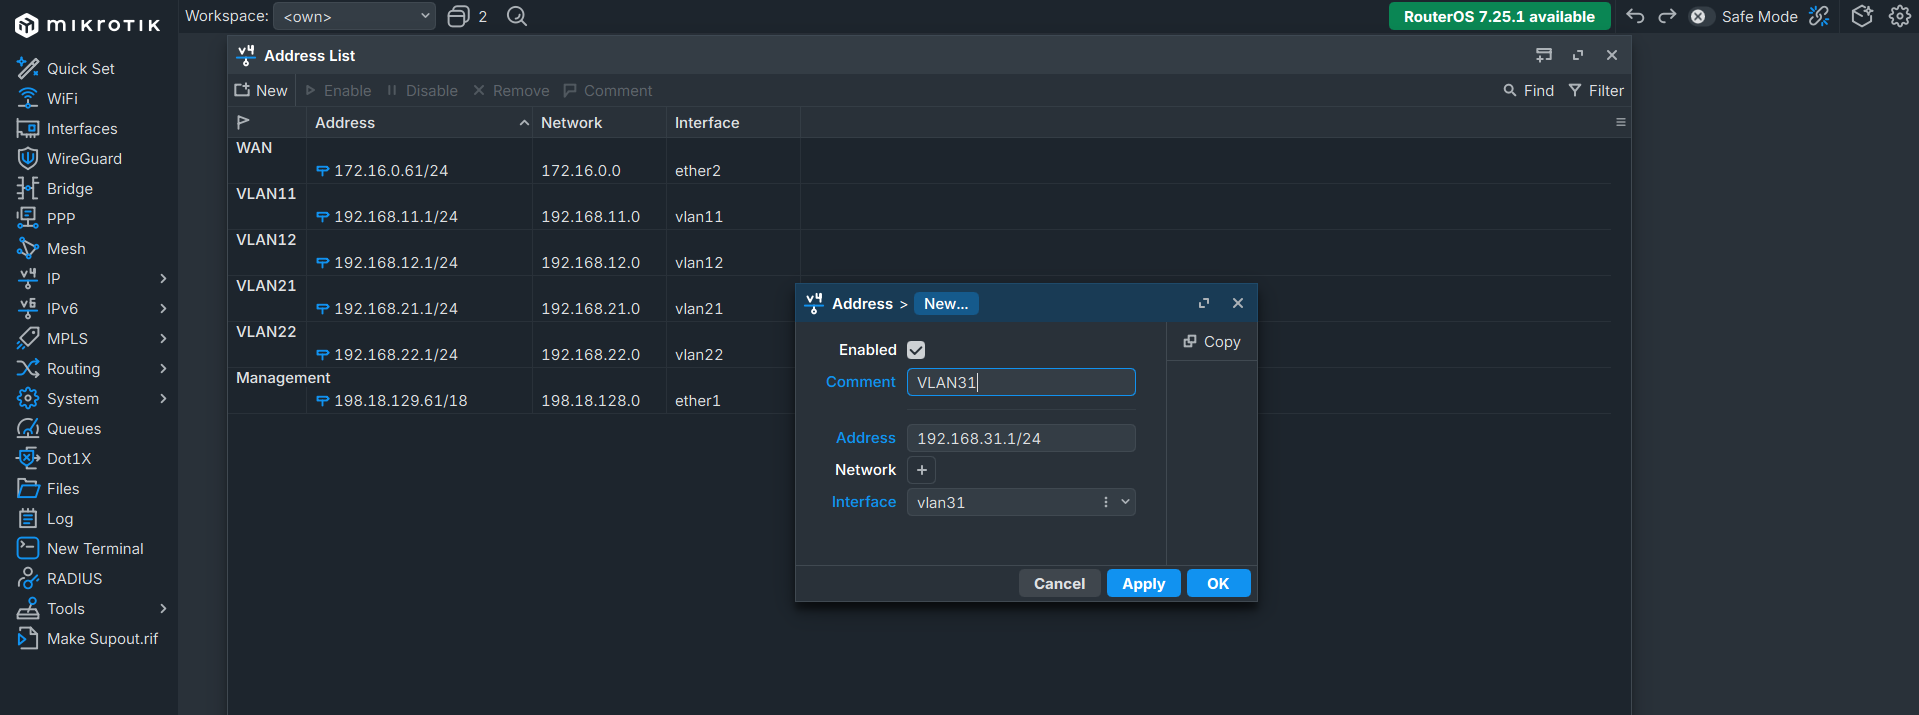 MikroTik
Workspace: <own> 2 RouterOS 7.25.1 available Safe Mode
Quick Set
WiFi
Interfaces
WireGuard
Bridge
PPP
Mesh
IP
IPv6
MPLS
Routing
System
Queues
Dot1X
Files
Log
New Terminal
RADIUS
Tools
Make Supout.rif
v4 Address List
New Enable Disable Remove Comment Find Filter
Address Network Interface
WAN
172.16.0.61/24 172.16.0.0 ether2
VLAN11
192.168.11.1/24 192.168.11.0 vlan11
VLAN12
192.168.12.1/24 192.168.12.0 vlan12
VLAN21
192.168.21.1/24 192.168.21.0 vlan21
VLAN22
192.168.22.1/24 192.168.22.0 vlan22
Management
198.18.129.61/18 198.18.128.0 ether1
v4 Address > New...
Copy
Enabled
Comment VLAN31
Address 192.168.31.1/24
Network +
Interface vlan31
Cancel Apply OK